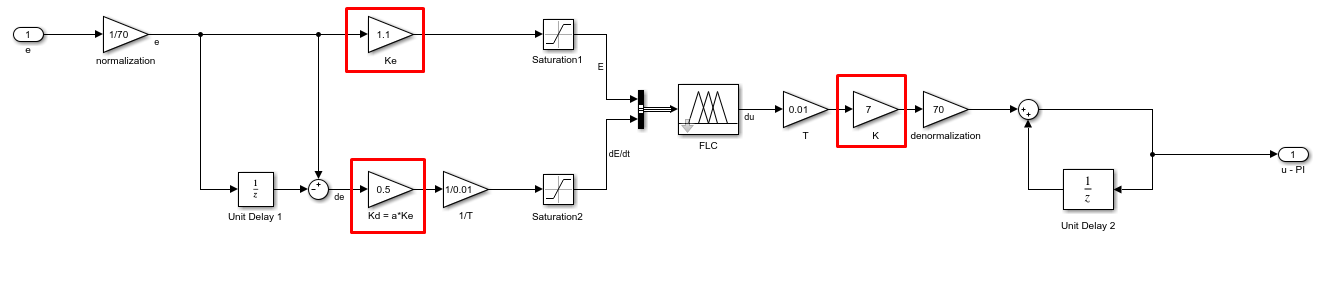 1
e
1/70
normalization
e
1.1
Ke
Saturation1
E
FLC
du
0.01
T
7
K
70
denormalization
+
+
1
u - PI
1
z
Unit Delay 2
1
z
Unit Delay 1
+
−
de
0.5
Kd = a*Ke
1/0.01
1/T
Saturation2
dE/dt